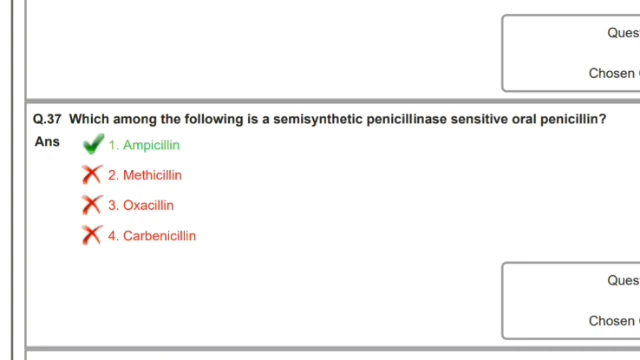 Ques
Chosen
Q.37 Which among the following is a semisynthetic penicillinase sensitive oral penicillin?
Ans 1. Ampicillin
2. Methicillin
3. Oxacillin
4. Carbenicillin
Ques
Chosen